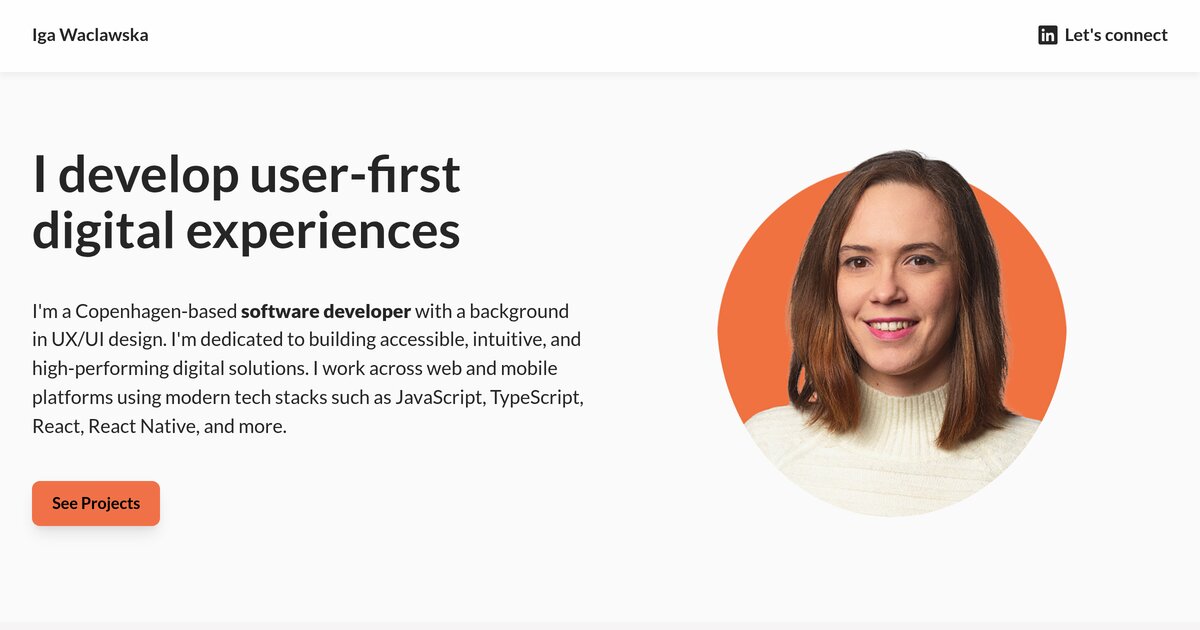 Iga Waclawska
in Let's connect
I develop user-first
digital experiences
I'm a Copenhagen-based software developer with a background
in UX/UI design. I'm dedicated to building accessible, intuitive, and
high-performing digital solutions. I work across web and mobile
platforms using modern tech stacks such as JavaScript, TypeScript,
React, React Native, and more.
See Projects